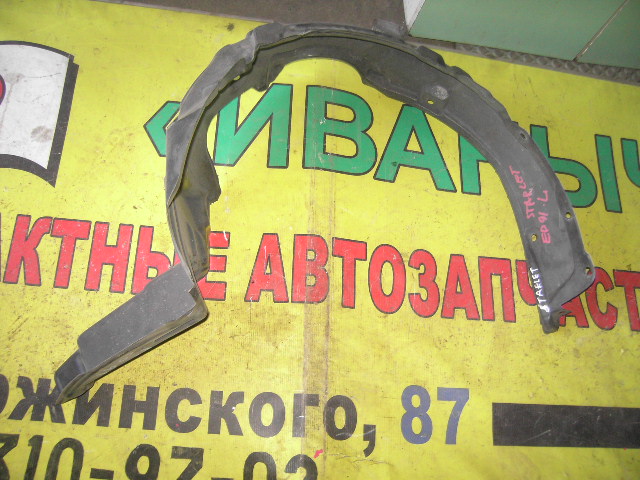 «ИВАНЫЧ
АКТНЫЕ АВТОЗАПЧАСТ
ржинского, 87
310-97-02
STARLET
EP91 L
STARLET